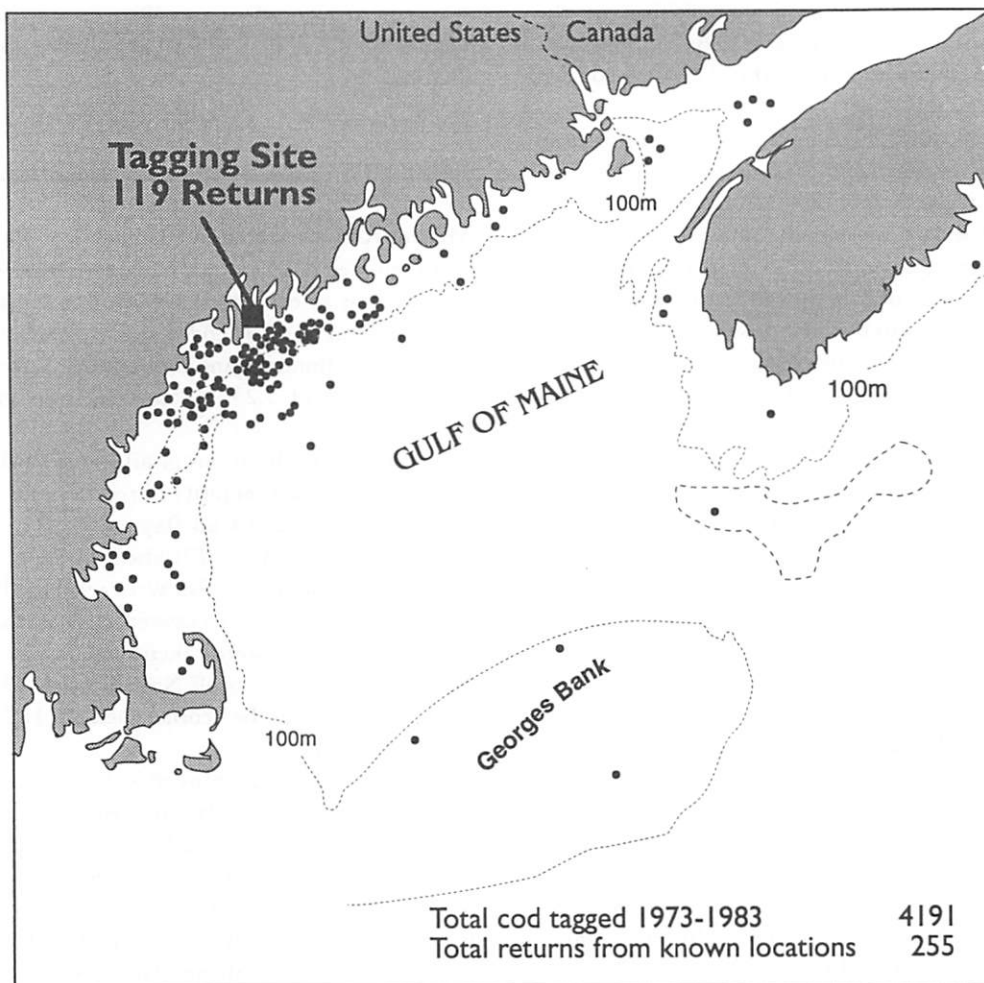 United States Canada
Tagging Site
119 Returns
100m
100m
GULF OF MAINE
Georges Bank
100m
Total cod tagged 1973-1983 4191
Total returns from known locations 255